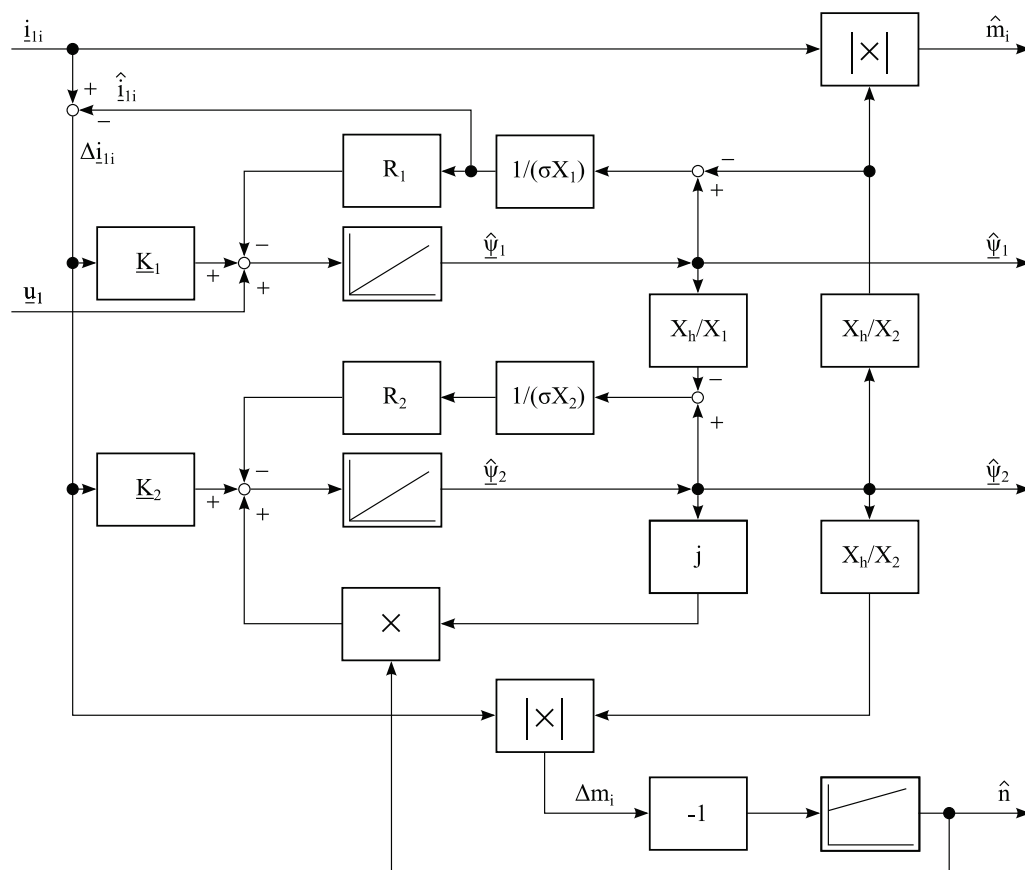 i̲₁ᵢ
m̂ᵢ
|×|
+
î̲₁ᵢ
−
Δi̲₁ᵢ
R₁
1/(σX₁)
−
+
K̲₁
−
+
+
ψ̲̂₁
ψ̲̂₁
u̲₁
Xₕ/X₁
Xₕ/X₂
R₂
1/(σX₂)
−
+
K̲₂
−
+
+
ψ̲̂₂
ψ̲̂₂
j
Xₕ/X₂
×
|×|
Δmᵢ
-1
n̂